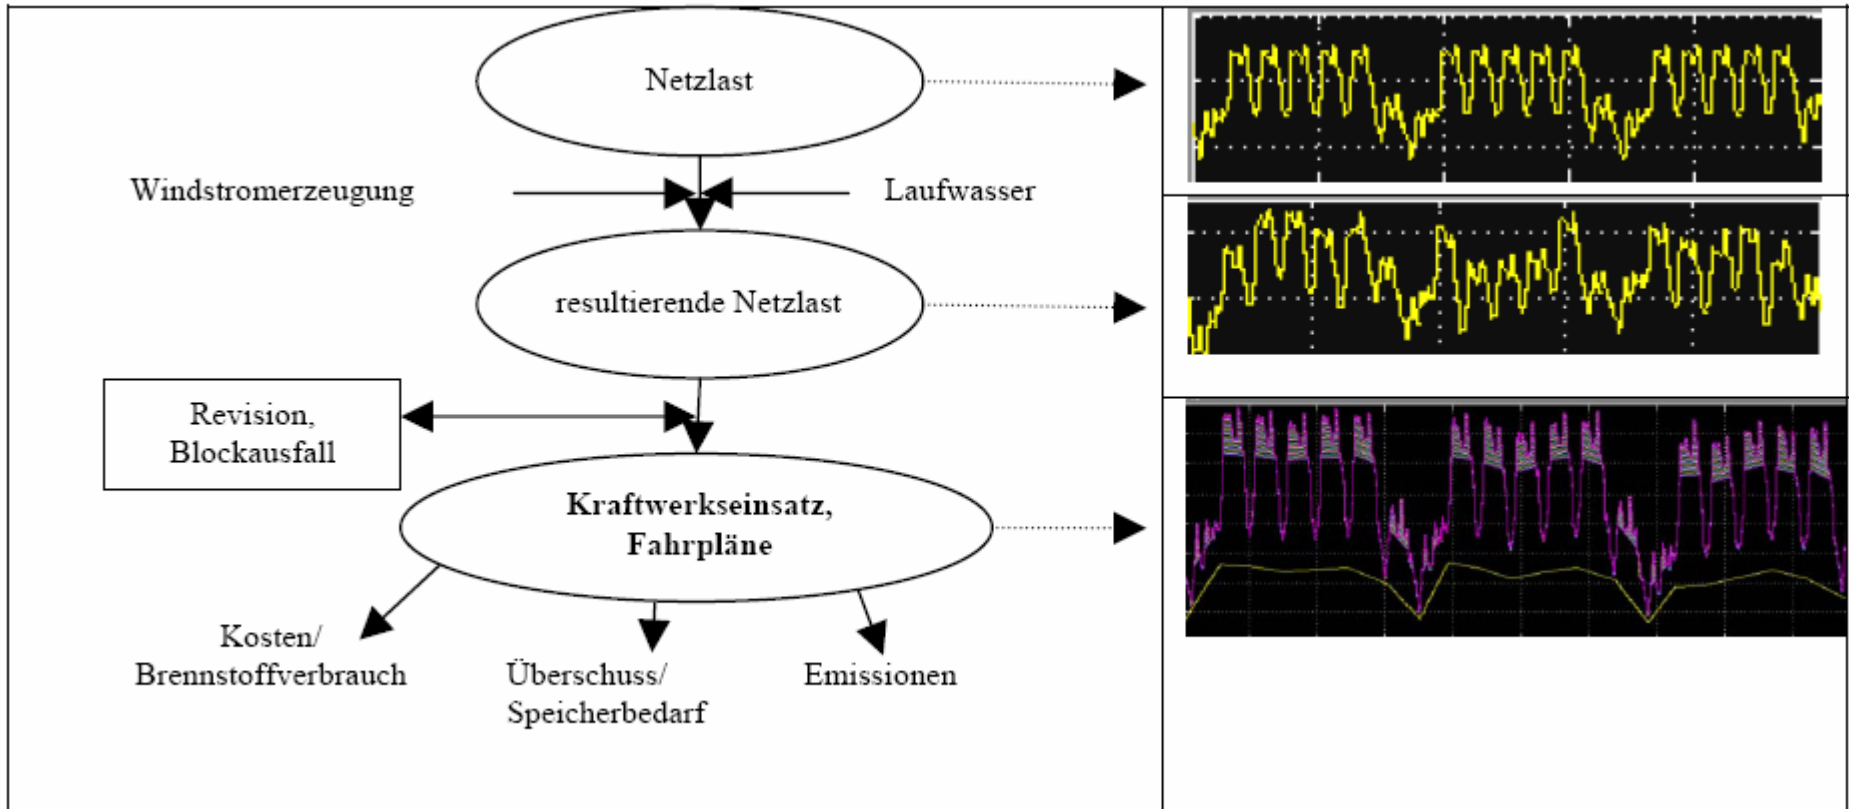 Netzlast
Windstromerzeugung
Laufwasser
resultierende Netzlast
Revision,
Blockausfall
Kraftwerkseinsatz,
Fahrpläne
Kosten/
Brennstoffverbrauch
Überschuss/
Speicherbedarf
Emissionen